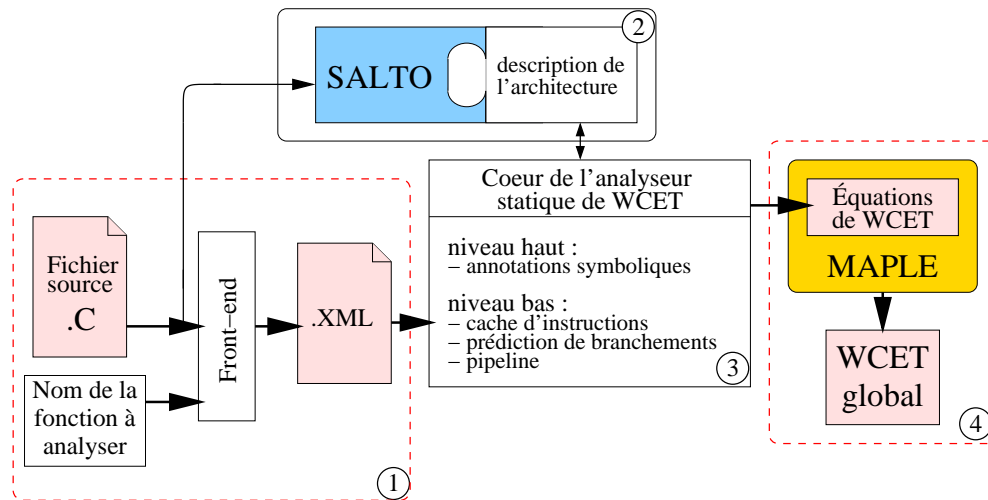 2
SALTO
description de
l'architecture
Coeur de l'analyseur
statique de WCET
niveau haut :
– annotations symboliques
niveau bas :
– cache d'instructions
– prédiction de branchements
– pipeline
3
Équations
de WCET
MAPLE
WCET
global
4
Fichier
source
.C
Front–end
.XML
Nom de la
fonction à
analyser
1